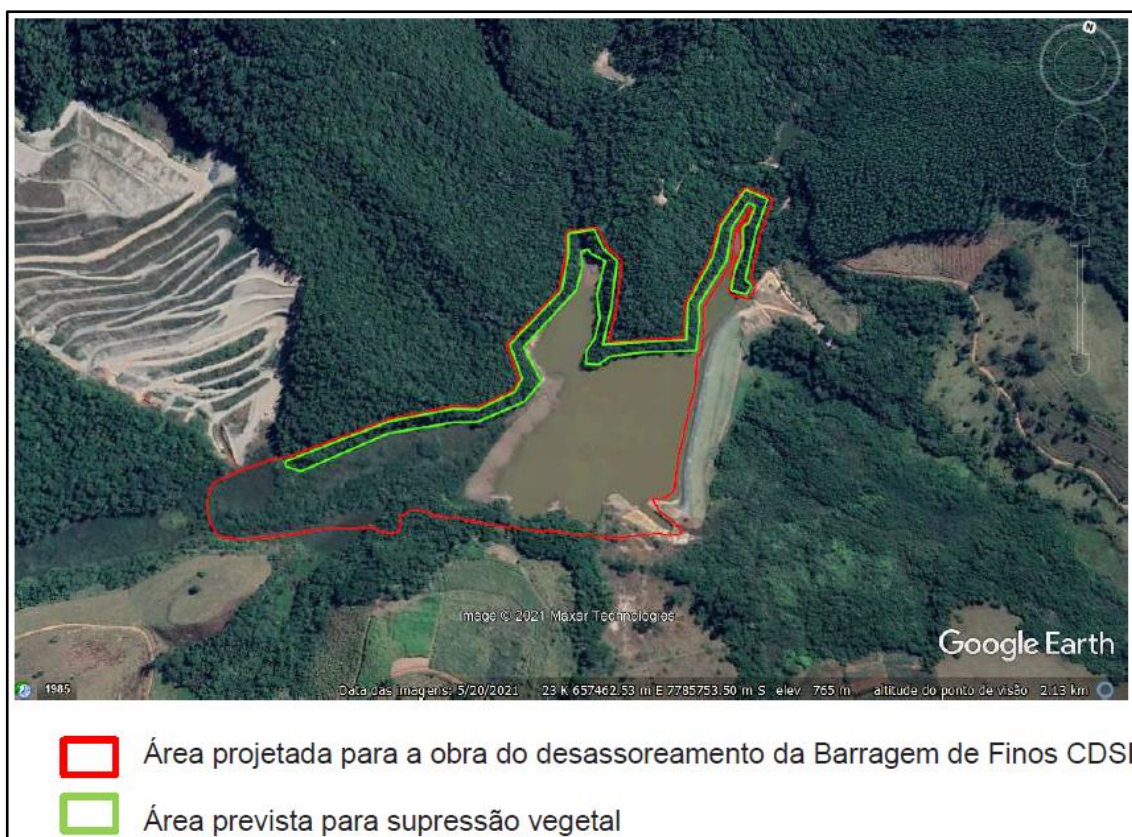 N
Image © 2021 Maxar Technologies
Google Earth
1985
Data das imagens: 5/20/2021 23 K 657462.53 m E 7785753.50 m S elev 765 m altitude do ponto de visão 2.13 km
Área projetada para a obra do desassoreamento da Barragem de Finos CDSI
Área prevista para supressão vegetal